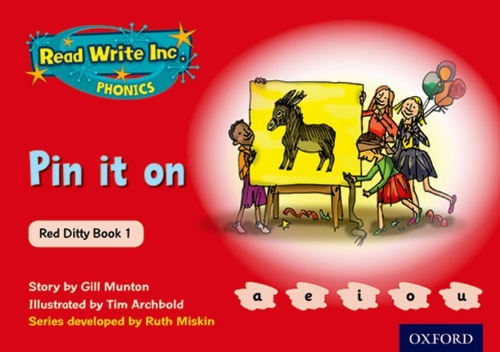 Read Write Inc.
PHONICS
Pin it on
Red Ditty Book 1
Story by Gill Munton
Illustrated by Tim Archbold
Series developed by Ruth Miskin
a e i o u
OXFORD